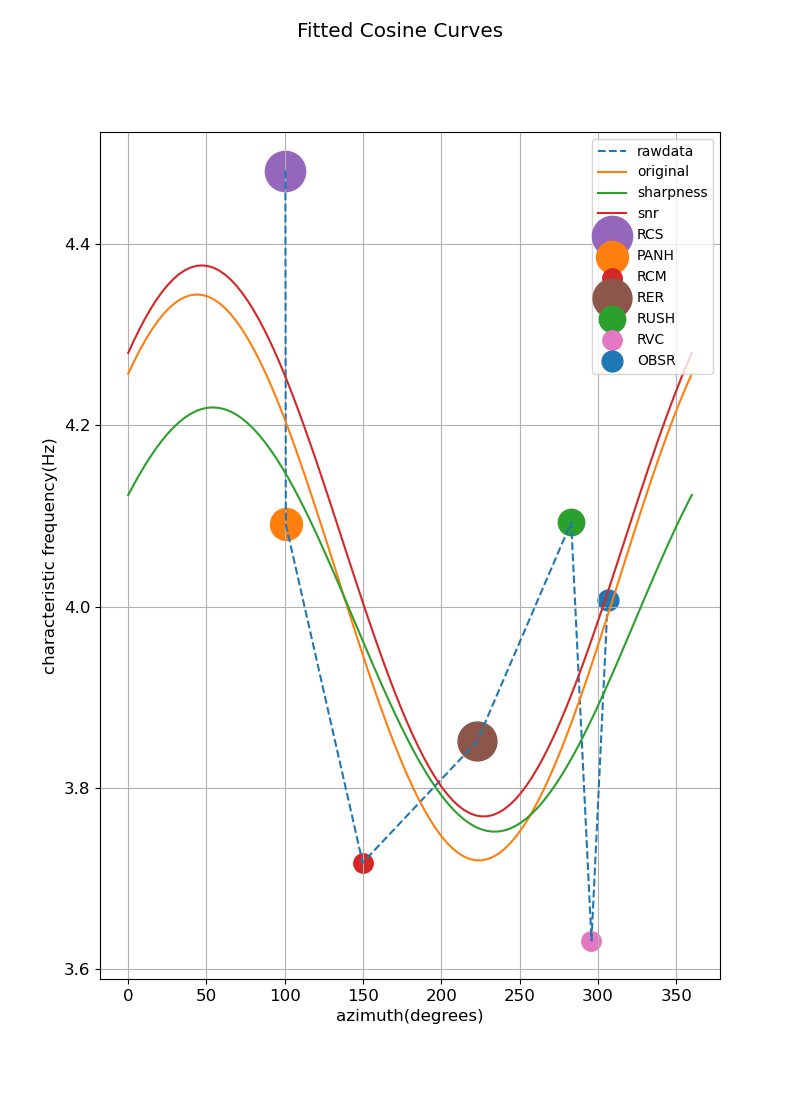 Fitted Cosine Curves
characteristic frequency(Hz)
4.4
4.2
4.0
3.8
3.6
0 50 100 150 200 250 300 350
azimuth(degrees)
rawdata
original
sharpness
snr
RCS
PANH
RCM
RER
RUSH
RVC
OBSR